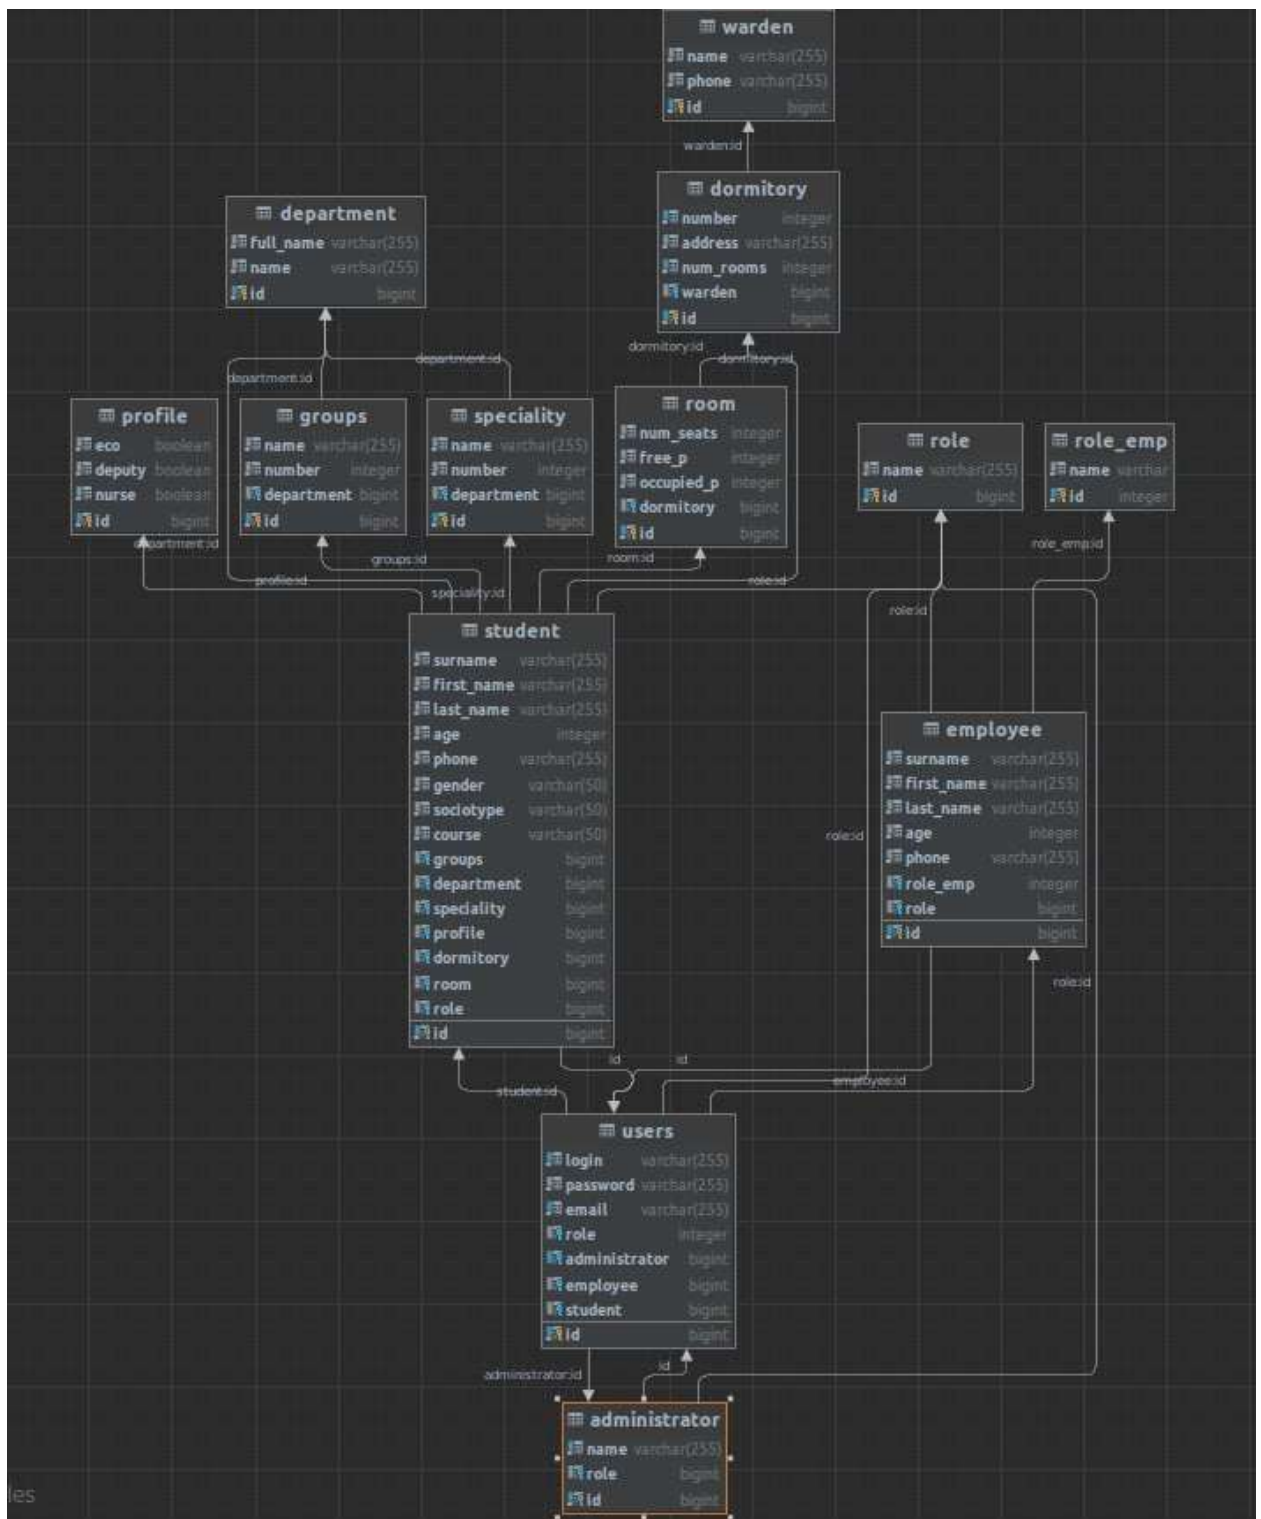 warden
name varchar(255)
phone varchar(255)
id bigint
warden:id
dormitory
number integer
address varchar(255)
num_rooms integer
warden bigint
id bigint
department
full_name varchar(255)
name varchar(255)
id bigint
dormitory:id
dormitory:id
department:id
department:id
profile
eco boolean
deputy boolean
nurse boolean
id bigint
groups
name varchar(255)
number integer
department bigint
id bigint
speciality
name varchar(255)
number integer
department bigint
id bigint
room
num_seats integer
free_p integer
occupied_p integer
dormitory bigint
id bigint
role
name varchar(255)
id bigint
role_emp
name varchar
id integer
department:id
groups:id
room:id
role_emp:id
profile:id
speciality:id
role:id
role:id
student
surname varchar(255)
first_name varchar(255)
last_name varchar(255)
age integer
phone varchar(255)
gender varchar(50)
sociotype varchar(50)
course varchar(50)
groups bigint
department bigint
speciality bigint
profile bigint
dormitory bigint
room bigint
role bigint
id bigint
employee
surname varchar(255)
first_name varchar(255)
last_name varchar(255)
age integer
phone varchar(255)
role_emp integer
role bigint
id bigint
role:id
role:id
id
id
employee:id
student:id
users
login varchar(255)
password varchar(255)
email varchar(255)
role integer
administrator bigint
employee bigint
student bigint
id bigint
administrator:id
id
administrator
name varchar(255)
role bigint
id bigint
les